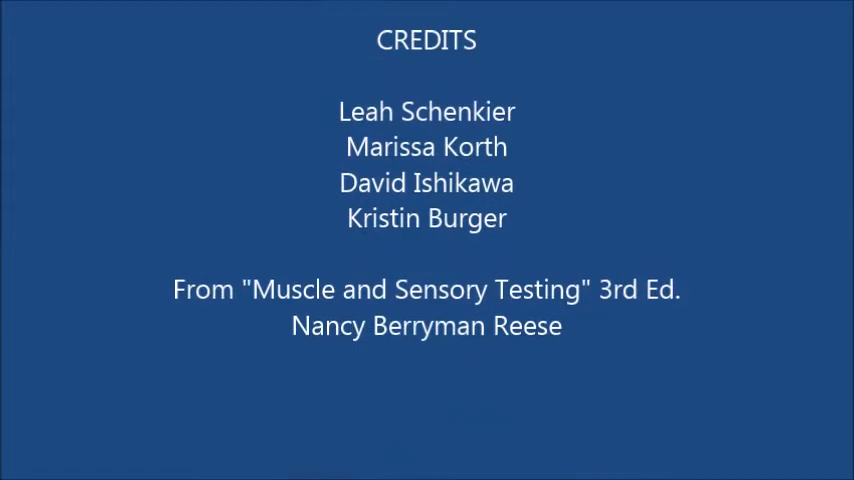 CREDITS
Leah Schenkier
Marissa Korth
David Ishikawa
Kristin Burger
From "Muscle and Sensory Testing" 3rd Ed.
Nancy Berryman Reese